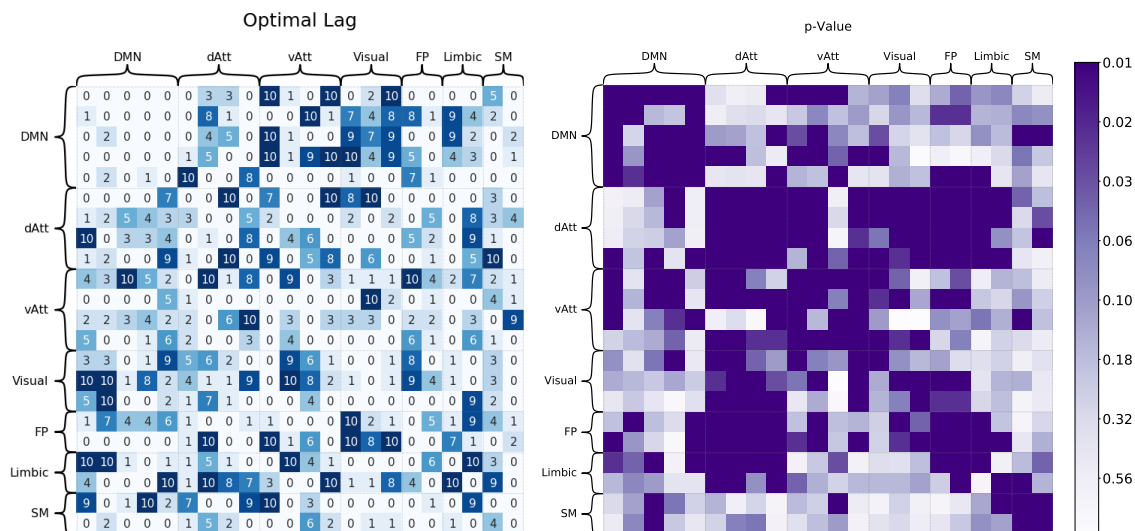 Optimal Lag
DMN dAtt vAtt Visual FP Limbic SM
0 0 0 0 0 0 3 3 0 10 1 0 10 0 2 10 0 0 0 0 5 0
1 0 0 0 0 0 8 1 0 0 0 10 1 7 4 8 8 1 9 4 2 0
DMN 0 2 0 0 0 0 4 5 0 10 1 0 0 9 7 9 0 0 9 2 0 2
0 0 0 0 0 1 5 0 0 10 1 9 10 10 4 9 5 0 4 3 0 1
0 2 0 1 0 10 0 0 8 0 0 0 0 1 0 0 7 1 0 0 0 0
0 0 0 0 7 0 0 10 0 7 0 0 10 8 10 0 0 0 0 0 3 0
dAtt 1 2 5 4 3 3 0 5 2 0 0 2 0 2 0 2 0 5 0 8 3 4
10 0 3 3 4 0 1 0 8 0 4 6 0 0 0 0 5 2 0 9 1 0
1 2 0 0 9 1 0 10 0 9 0 5 8 0 6 0 0 1 0 5 10 0
4 3 10 5 2 0 10 1 8 0 9 0 3 1 1 1 10 4 2 7 2 1
vAtt 0 0 0 0 5 1 0 0 0 0 0 0 0 0 10 2 0 1 0 0 4 1
2 2 3 4 2 2 0 6 10 0 3 0 3 3 3 0 2 2 0 3 0 9
5 0 0 1 6 0 0 0 0 0 1 0 0 0 0 1 6 1 0 6 1 0
3 3 0 1 9 5 6 2 0 0 9 6 1 0 0 0 8 0 1 0 3 0
Visual 10 10 1 8 2 4 1 1 9 0 10 8 2 1 0 1 9 4 1 0 3 0
5 10 0 0 2 1 7 1 0 0 0 4 0 0 0 0 0 0 0 9 2 0
FP 1 7 4 4 6 1 0 0 1 1 0 0 0 10 2 1 0 5 1 9 4 1
0 0 0 0 0 1 10 0 0 10 1 6 0 10 8 10 0 0 7 1 0 2
Limbic 10 10 1 0 1 1 5 1 0 0 10 4 1 0 0 0 0 6 0 10 3 0
4 0 0 0 10 1 10 8 7 3 0 0 3 1 1 8 4 0 10 0 9 0
SM 9 0 1 10 2 7 0 0 9 10 0 3 0 0 0 0 0 0 0 0 0 0
0 2 0 0 0 1 5 2 0 0 0 6 2 0 1 1 0 0 0 0 4 0
p-Value
DMN dAtt vAtt Visual FP Limbic SM
DMN
dAtt
vAtt
Visual
FP
Limbic
SM
0.01
0.02
0.03
0.06
0.10
0.18
0.32
0.56